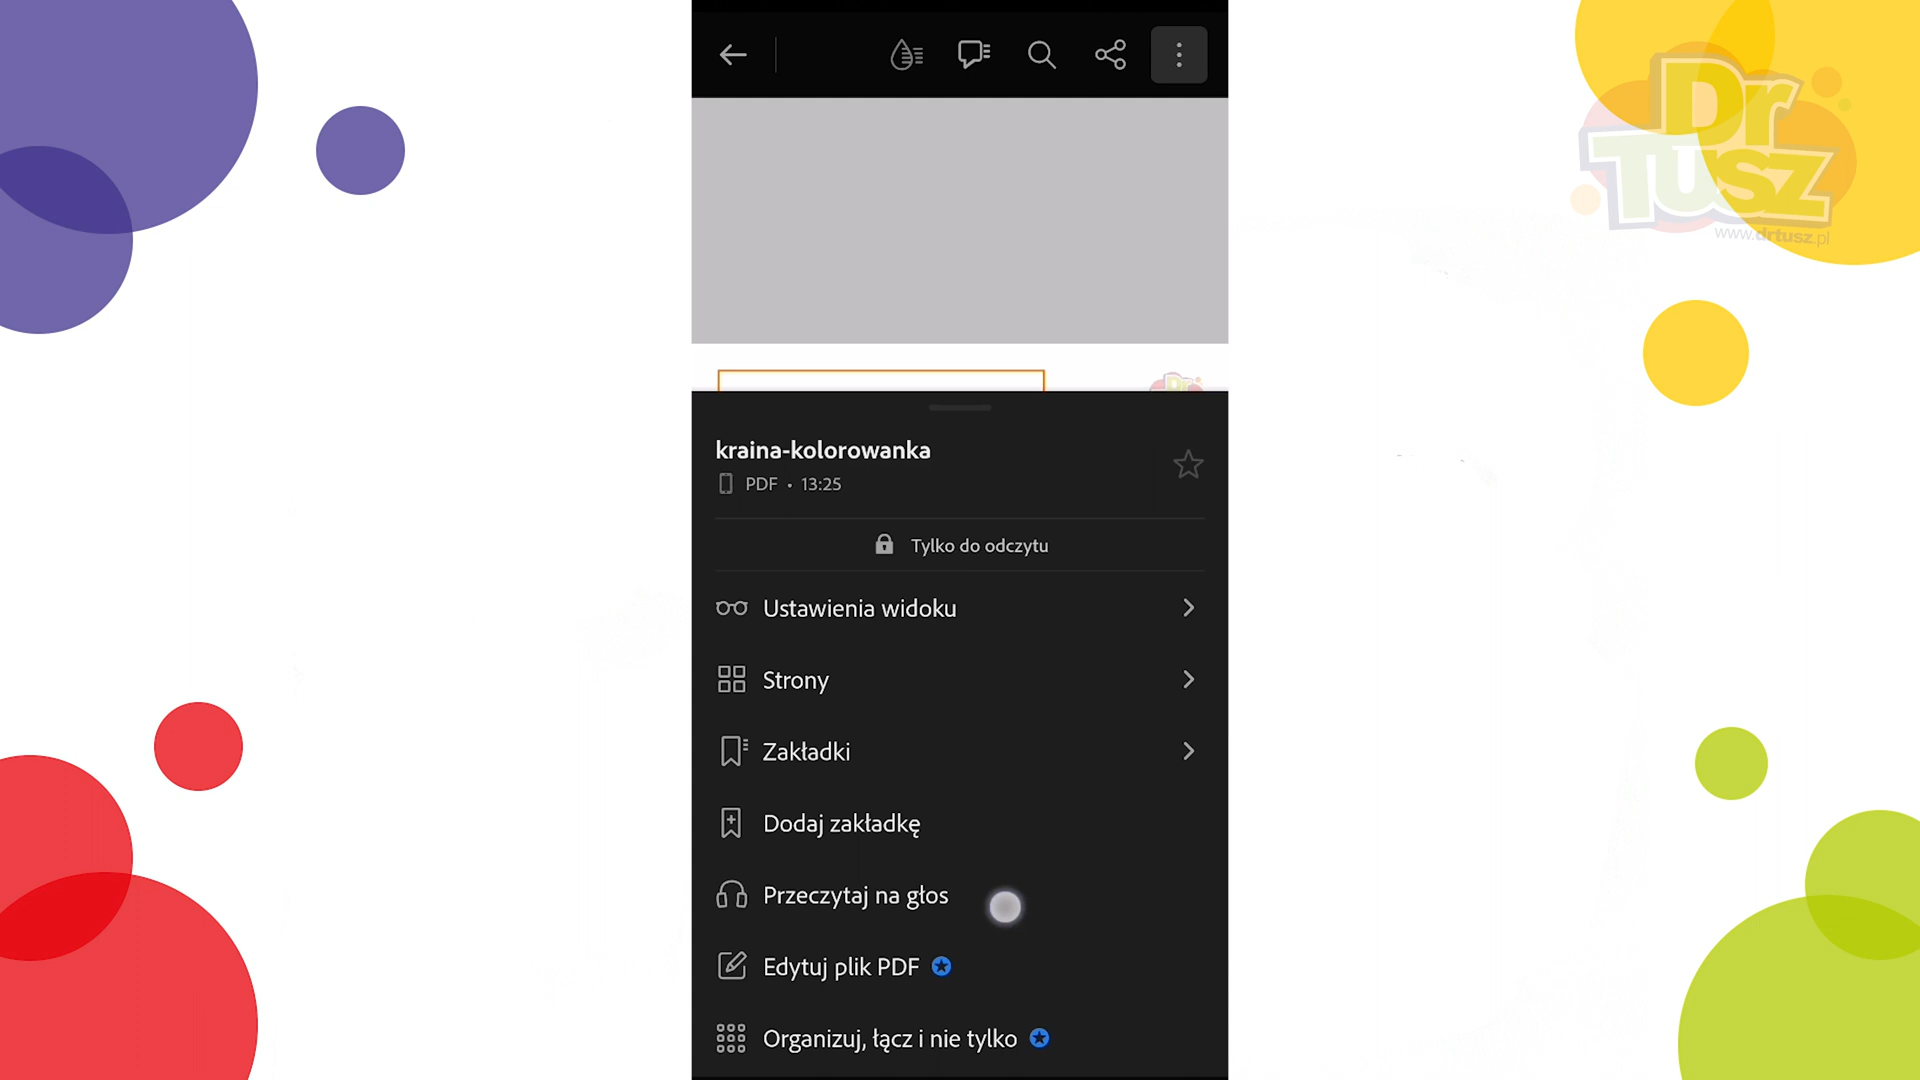 Dr
TUSZ
www.drtusz.pl
Dr
kraina-kolorowanka
PDF • 13:25
Tylko do odczytu
Ustawienia widoku
Strony
Zakładki
Dodaj zakładkę
Przeczytaj na głos
Edytuj plik PDF
Organizuj, łącz i nie tylko